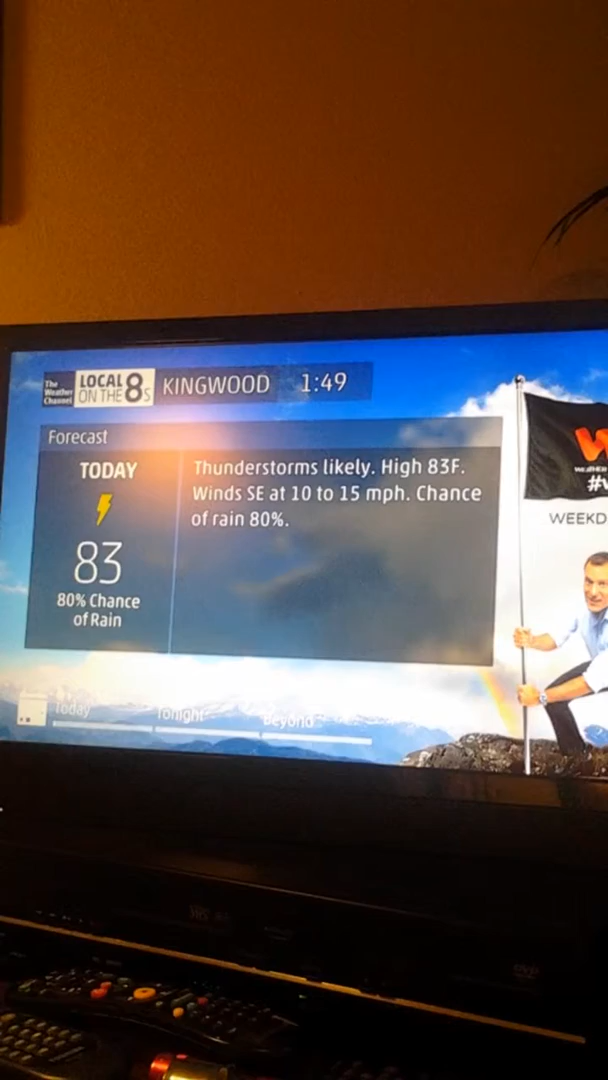 The Weather Channel
LOCAL ON THE 8s
KINGWOOD 1:49
Forecast
TODAY
83
80% Chance
of Rain
Thunderstorms likely. High 83F.
Winds SE at 10 to 15 mph. Chance
of rain 80%.
#
WEEKD
Today
Tonight
Beyond